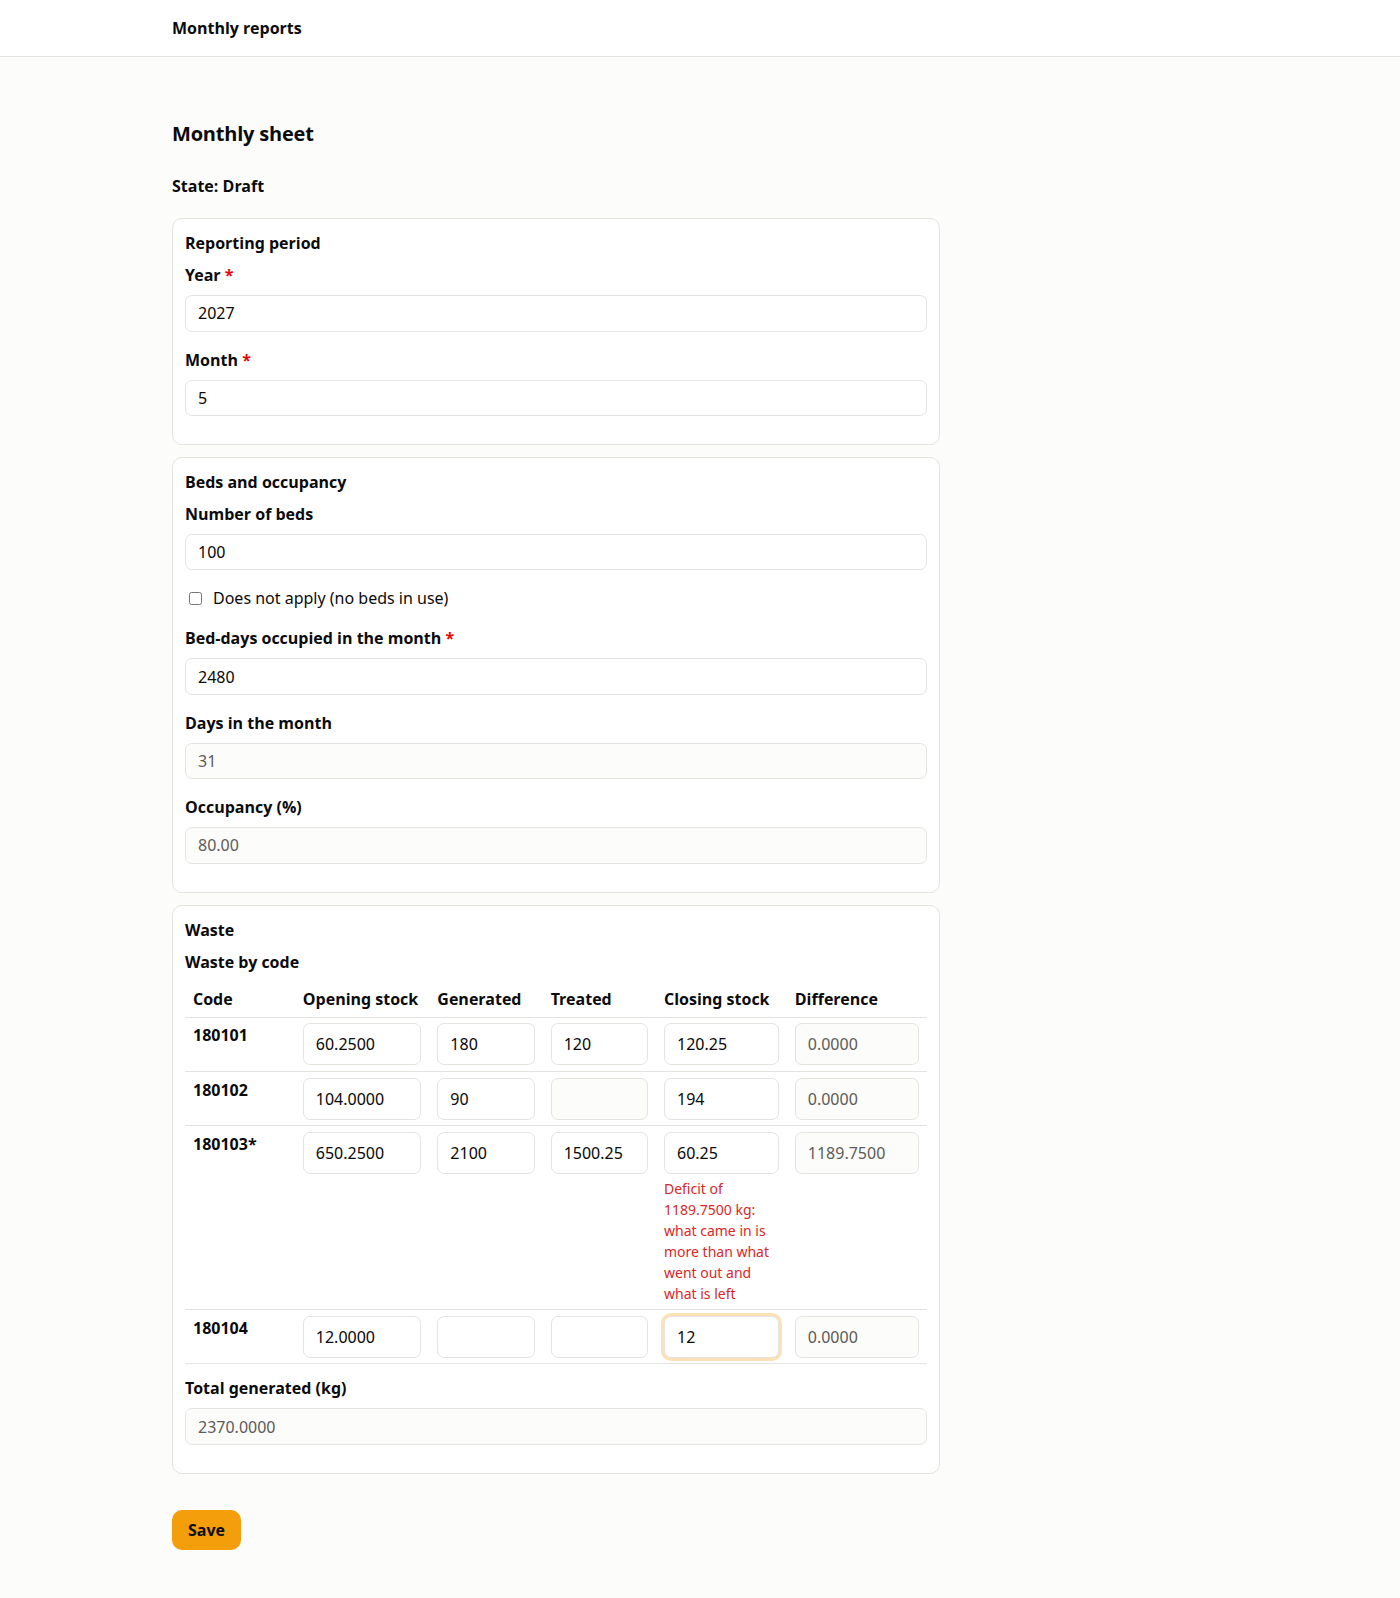 Monthly reports
Monthly sheet
State: Draft
Reporting period
Year *
2027
Month *
5
Beds and occupancy
Number of beds
100
Does not apply (no beds in use)
Bed-days occupied in the month *
2480
Days in the month
31
Occupancy (%)
80.00
Waste
Waste by code
Code Opening stock Generated Treated Closing stock Difference
180101 60.2500 180 120 120.25 0.0000
180102 104.0000 90 194 0.0000
180103* 650.2500 2100 1500.25 60.25 1189.7500
Deficit of
1189.7500 kg:
what came in is
more than what
went out and
what is left
180104 12.0000 12 0.0000
Total generated (kg)
2370.0000
Save